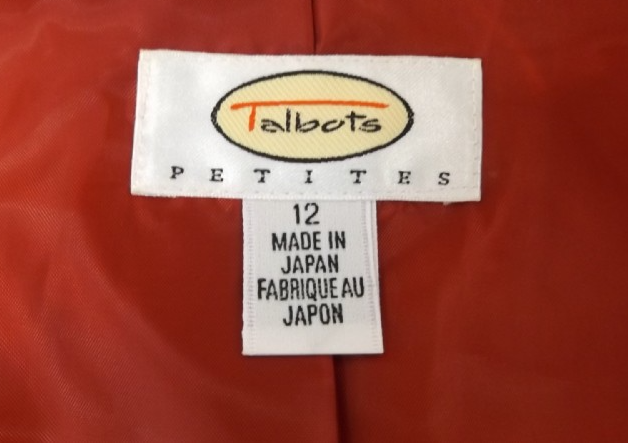 Talbots
PETITES
12
MADE IN
JAPAN
FABRIQUE AU
JAPON